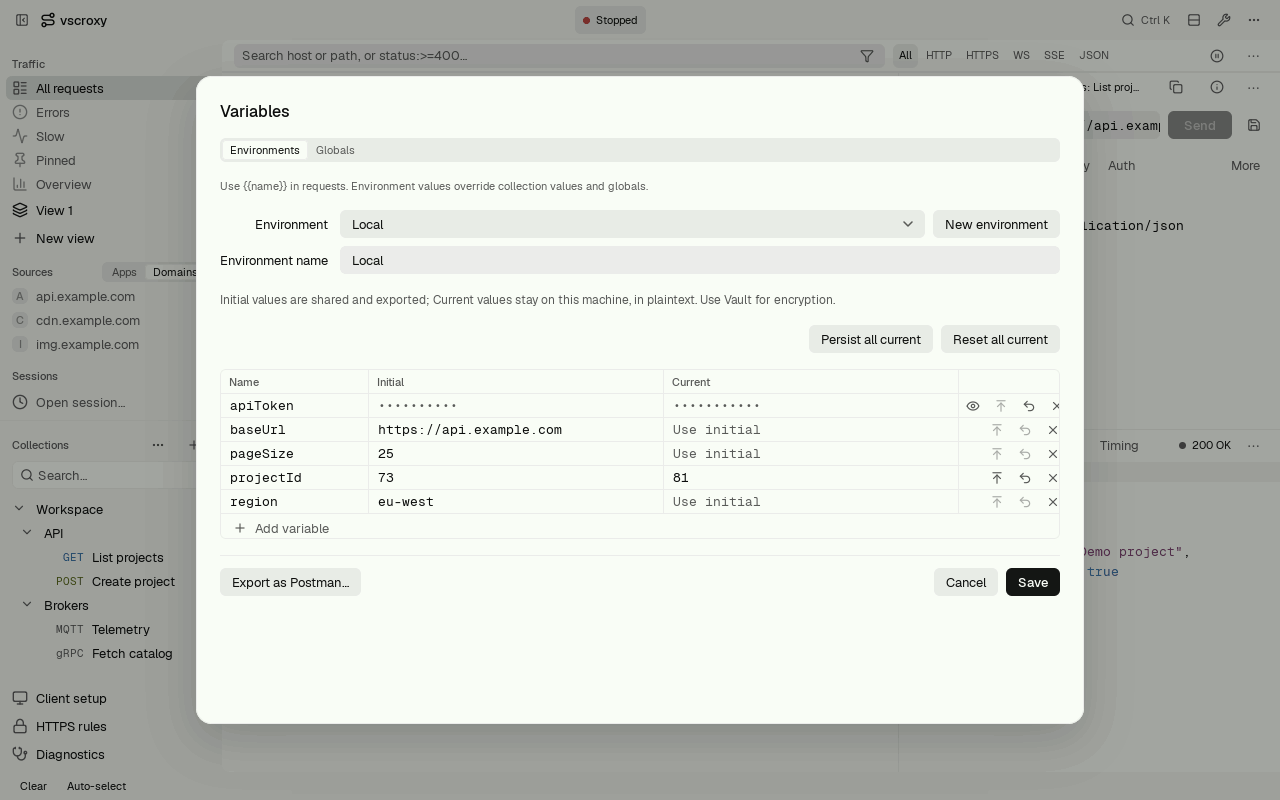 vscroxy
Stopped
Ctrl K
Traffic
Search host or path, or status:>=400…
All HTTP HTTPS WS SSE JSON
All requests
s: List proj…
Errors
Slow
Pinned
Overview
View 1
New view
/api.examp
Send
y Auth More
lication/json
Sources Apps Domains
A api.example.com
C cdn.example.com
I img.example.com
Sessions
Open session…
Collections
Search…
Timing 200 OK
Workspace
API
GET List projects
POST Create project
Brokers
MQTT Telemetry
gRPC Fetch catalog
Demo project",
true
Client setup
HTTPS rules
Diagnostics
Clear Auto-select
Variables
Environments Globals
Use {{name}} in requests. Environment values override collection values and globals.
Environment Local New environment
Environment name Local
Initial values are shared and exported; Current values stay on this machine, in plaintext. Use Vault for encryption.
Persist all current Reset all current
Name Initial Current
apiToken •••••••••• •••••••••••
baseUrl https://api.example.com Use initial
pageSize 25 Use initial
projectId 73 81
region eu-west Use initial
Add variable
Export as Postman… Cancel Save